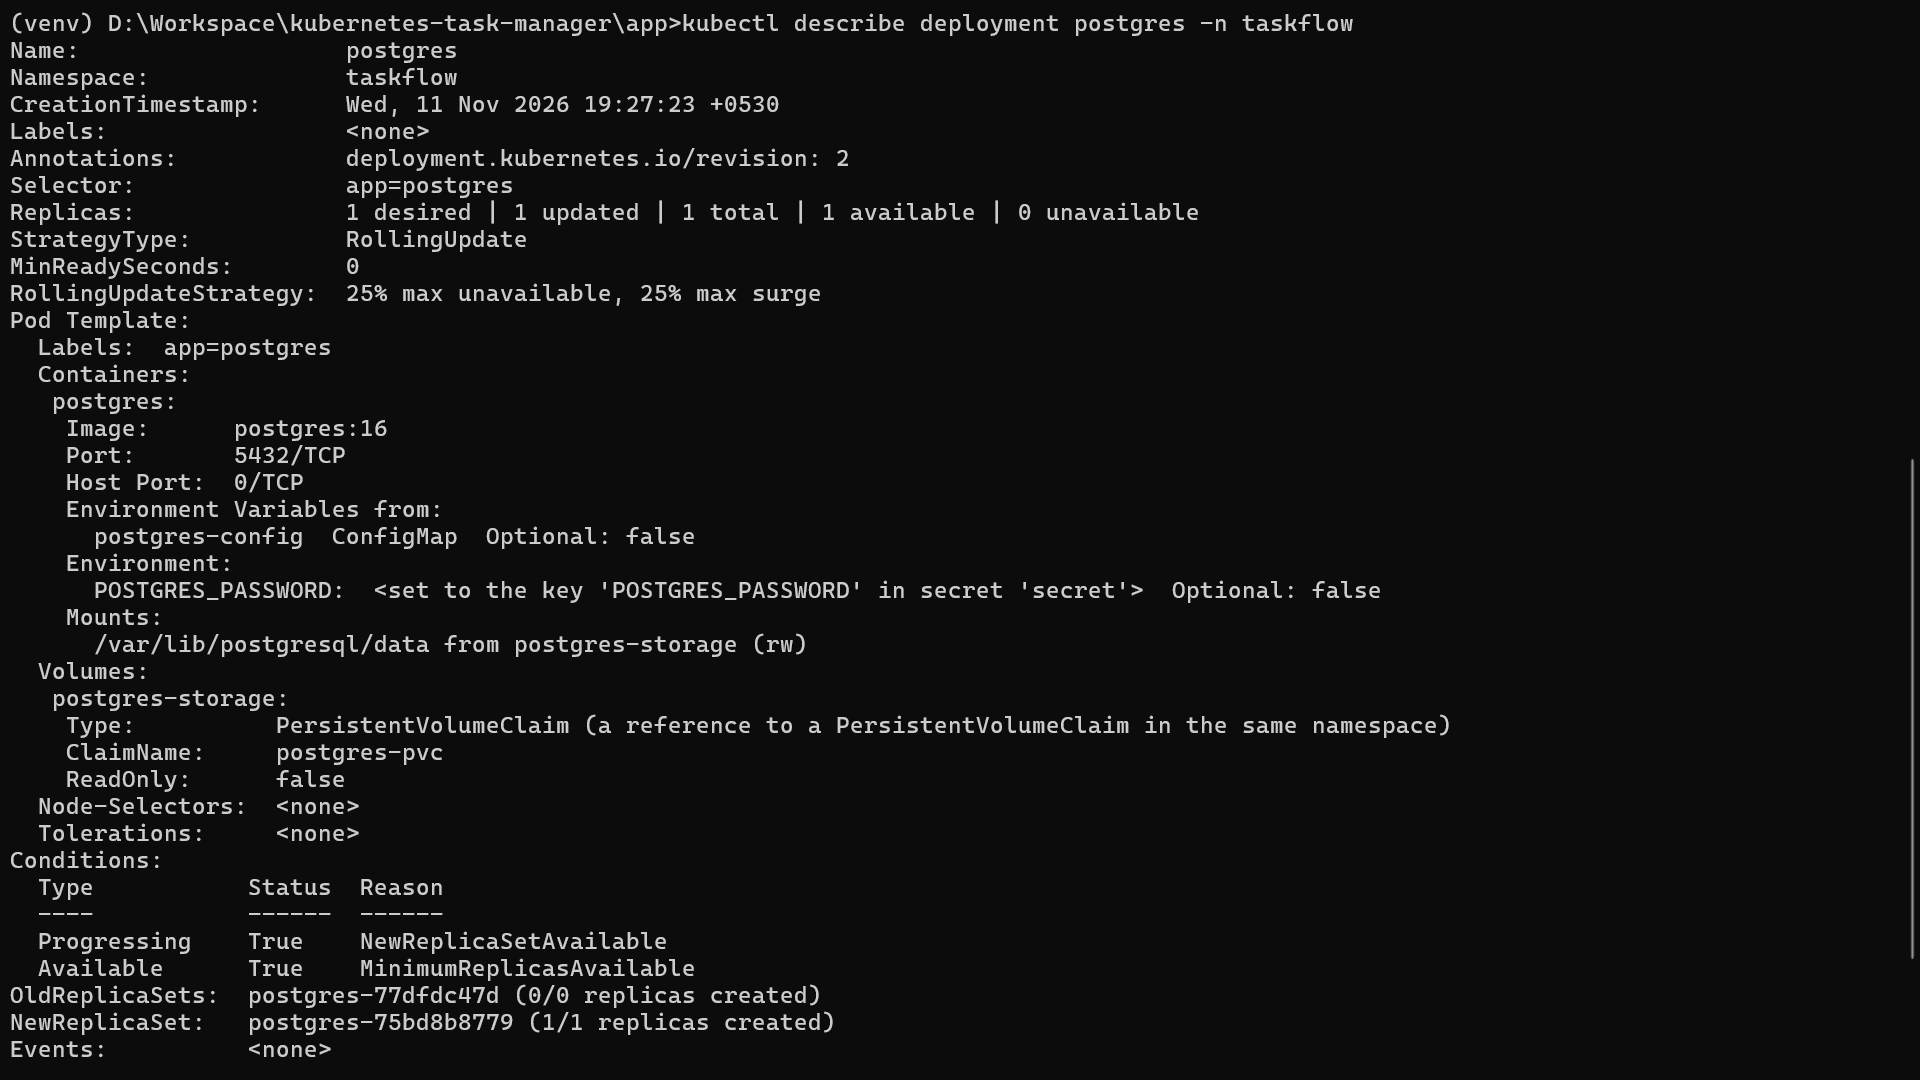 (venv) D:\Workspace\kubernetes-task-manager\app>kubectl describe deployment postgres -n taskflow
Name:                   postgres
Namespace:              taskflow
CreationTimestamp:      Wed, 11 Nov 2026 19:27:23 +0530
Labels:                 <none>
Annotations:            deployment.kubernetes.io/revision: 2
Selector:               app=postgres
Replicas:               1 desired | 1 updated | 1 total | 1 available | 0 unavailable
StrategyType:           RollingUpdate
MinReadySeconds:        0
RollingUpdateStrategy:  25% max unavailable, 25% max surge
Pod Template:
  Labels:  app=postgres
  Containers:
   postgres:
    Image:      postgres:16
    Port:       5432/TCP
    Host Port:  0/TCP
    Environment Variables from:
      postgres-config  ConfigMap  Optional: false
    Environment:
      POSTGRES_PASSWORD:  <set to the key 'POSTGRES_PASSWORD' in secret 'secret'>  Optional: false
    Mounts:
      /var/lib/postgresql/data from postgres-storage (rw)
  Volumes:
   postgres-storage:
    Type:          PersistentVolumeClaim (a reference to a PersistentVolumeClaim in the same namespace)
    ClaimName:     postgres-pvc
    ReadOnly:      false
  Node-Selectors:  <none>
  Tolerations:     <none>
Conditions:
  Type           Status  Reason
  ----           ------  ------
  Progressing    True    NewReplicaSetAvailable
  Available      True    MinimumReplicasAvailable
OldReplicaSets:  postgres-77dfdc47d (0/0 replicas created)
NewReplicaSet:   postgres-75bd8b8779 (1/1 replicas created)
Events:          <none>